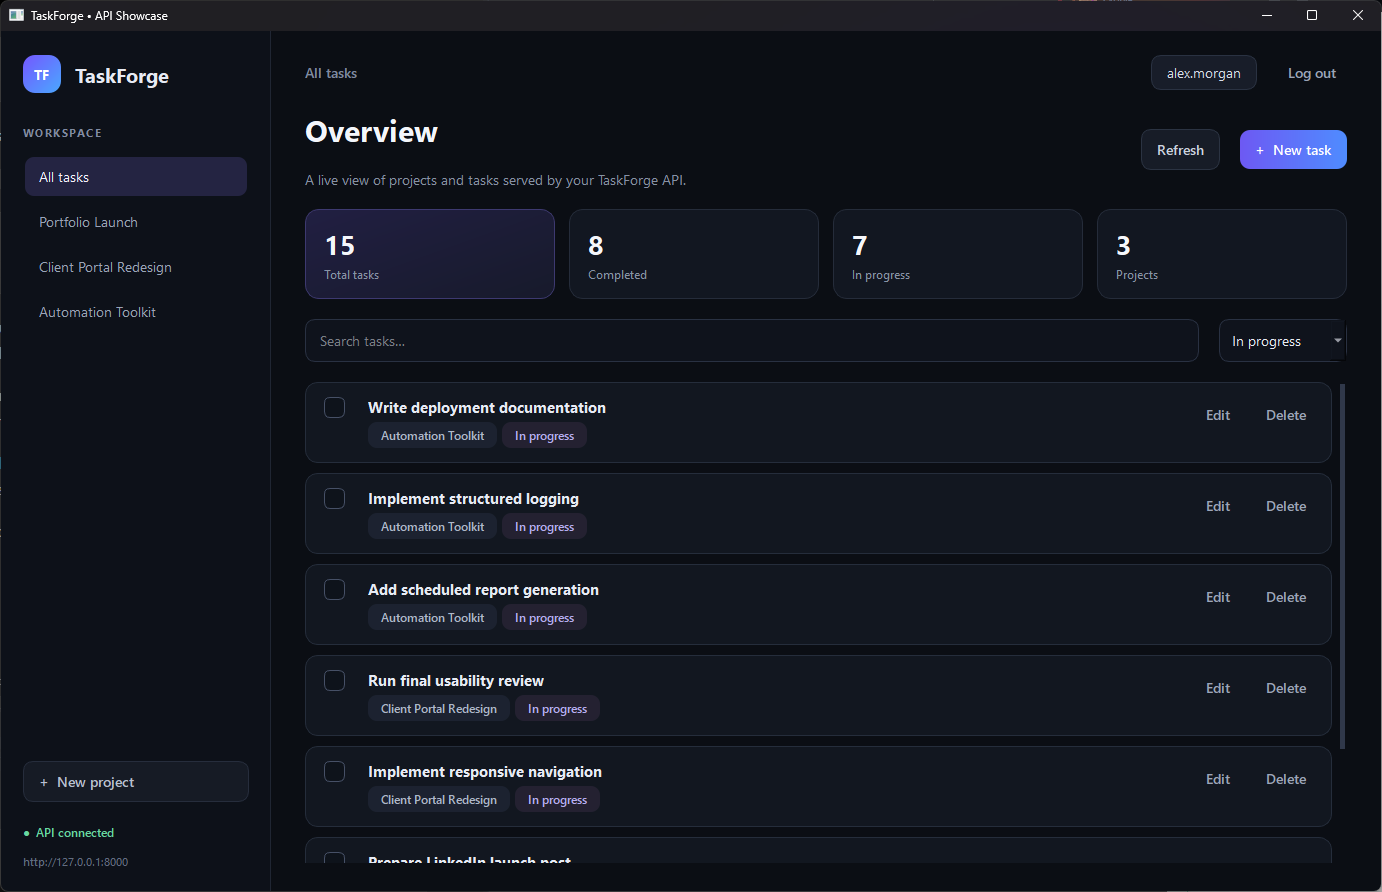 TaskForge • API Showcase
TF
TaskForge
WORKSPACE
All tasks
Portfolio Launch
Client Portal Redesign
Automation Toolkit
+ New project
● API connected
http://127.0.0.1:8000
All tasks
alex.morgan
Log out
Overview
A live view of projects and tasks served by your TaskForge API.
Refresh
+ New task
15
Total tasks
8
Completed
7
In progress
3
Projects
Search tasks...
In progress
Write deployment documentation
Automation Toolkit
In progress
Edit
Delete
Implement structured logging
Automation Toolkit
In progress
Edit
Delete
Add scheduled report generation
Automation Toolkit
In progress
Edit
Delete
Run final usability review
Client Portal Redesign
In progress
Edit
Delete
Implement responsive navigation
Client Portal Redesign
In progress
Edit
Delete
Prepare LinkedIn launch post